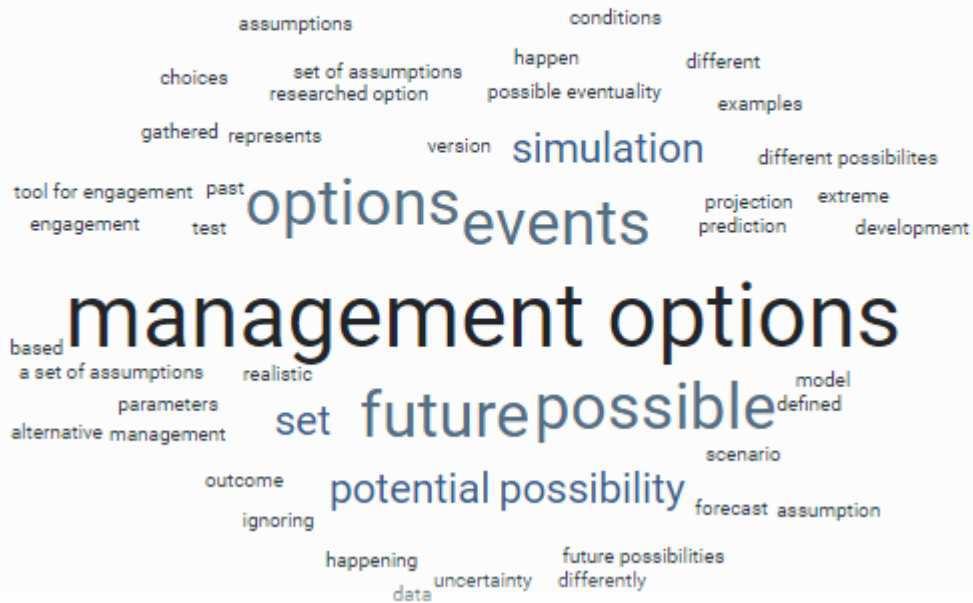 assumptions
conditions
happen
different
choices
set of assumptions
researched option
possible eventuality
examples
gathered
represents
version
simulation
different possibilites
tool for engagement
past
options
events
projection
extreme
engagement
test
prediction
development
management options
based
a set of assumptions
realistic
model
parameters
set
future
possible
defined
alternative
management
scenario
outcome
potential possibility
forecast
assumption
ignoring
happening
future possibilities
uncertainty
differently
data